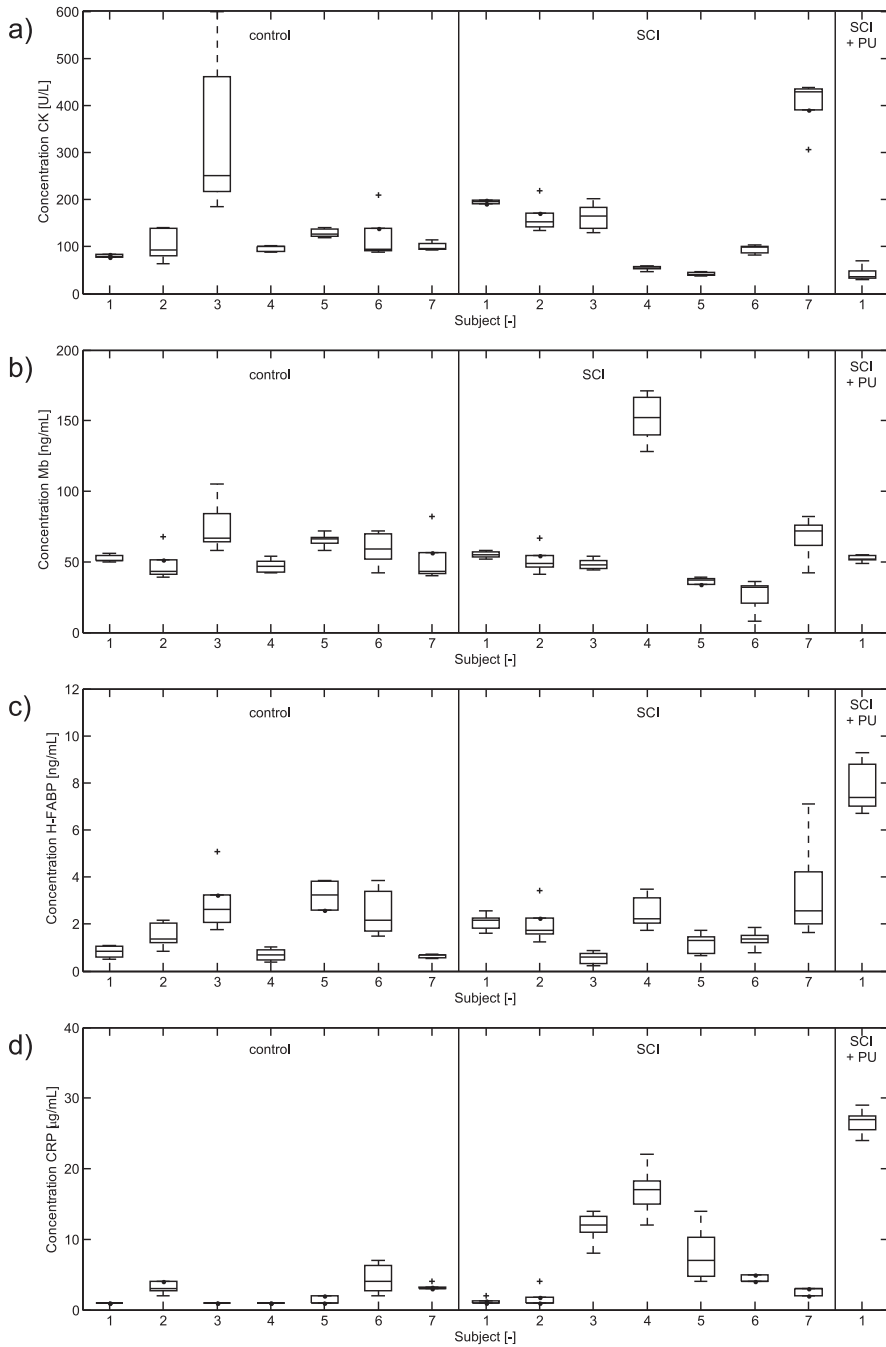 a)
control
SCI
SCI
+ PU
Concentration CK [U/L]
600
500
400
300
200
100
0
1 2 3 4 5 6 7 1 2 3 4 5 6 7 1
Subject [-]
b)
control
SCI
SCI
+ PU
Concentration Mb [ng/mL]
200
150
100
50
0
1 2 3 4 5 6 7 1 2 3 4 5 6 7 1
Subject [-]
c)
control
SCI
SCI
+ PU
Concentration H-FABP [ng/mL]
12
10
8
6
4
2
0
1 2 3 4 5 6 7 1 2 3 4 5 6 7 1
Subject [-]
d)
control
SCI
SCI
+ PU
Concentration CRP [µg/mL]
40
30
20
10
0
1 2 3 4 5 6 7 1 2 3 4 5 6 7 1
Subject [-]